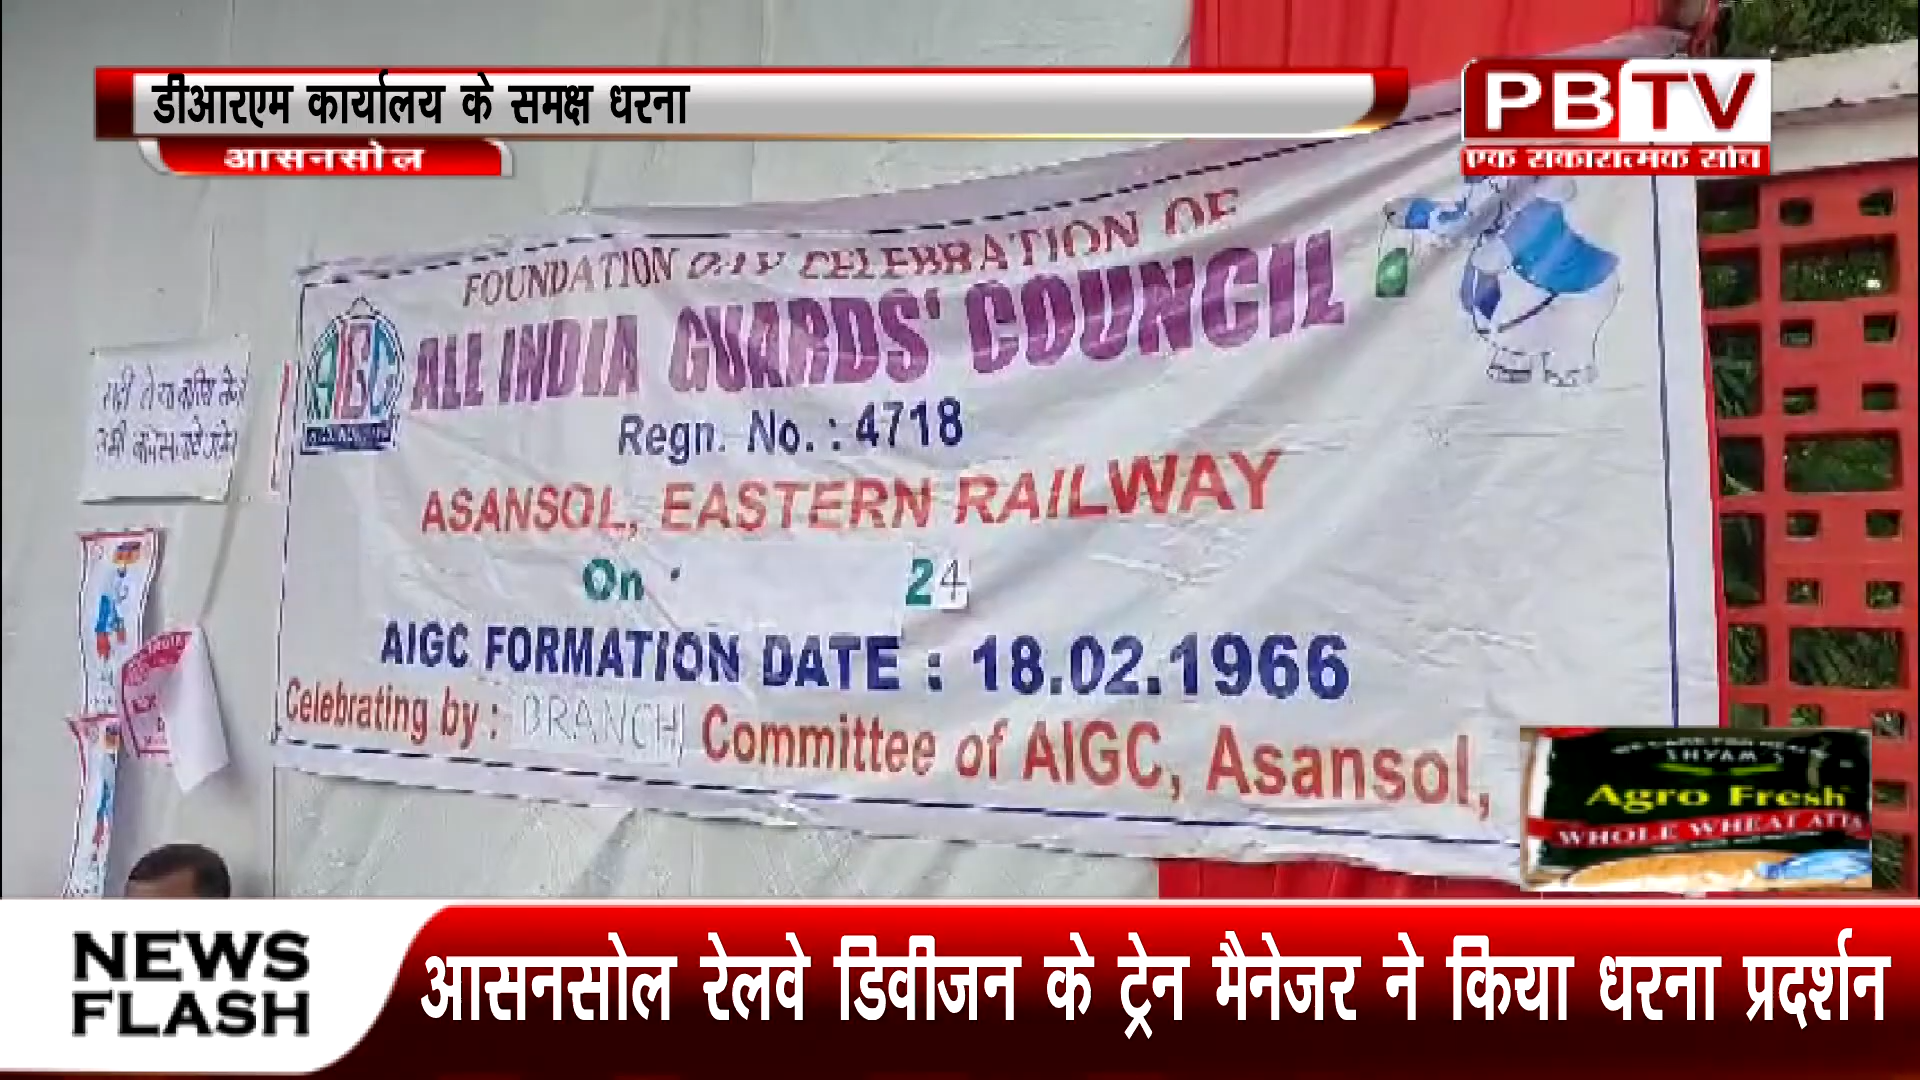 डीआरएम कार्यालय के समक्ष धरना
आसनसोल
PBTV
एक सकारात्मक सोच
FOUNDATION DAY CELEBRATION OF
ALL INDIA GUARDS' COUNCIL
AIGC
Regn. No. : 4718
ASANSOL, EASTERN RAILWAY
On 24
AIGC FORMATION DATE : 18.02.1966
Celebrating by : BRANCH Committee of AIGC, Asansol,
SHYAM'S
Agro Fresh
WHOLE WHEAT ATTA
NEWS
FLASH
आसनसोल रेलवे डिवीजन के ट्रेन मैनेजर ने किया धरना प्रदर्शन